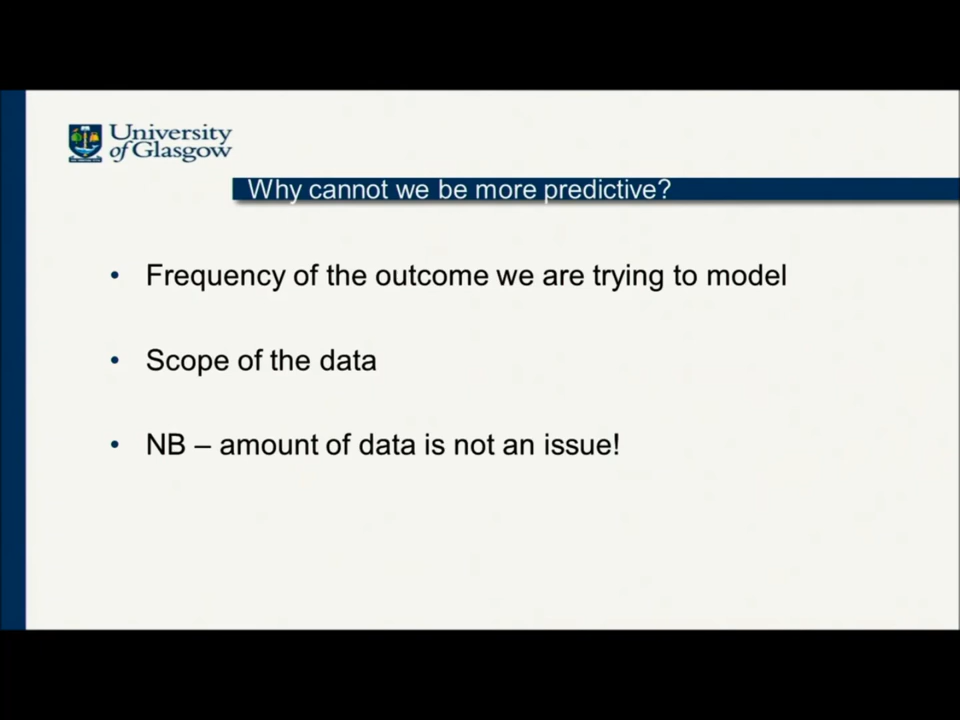 University
of Glasgow
Why cannot we be more predictive?
• Frequency of the outcome we are trying to model
• Scope of the data
• NB – amount of data is not an issue!